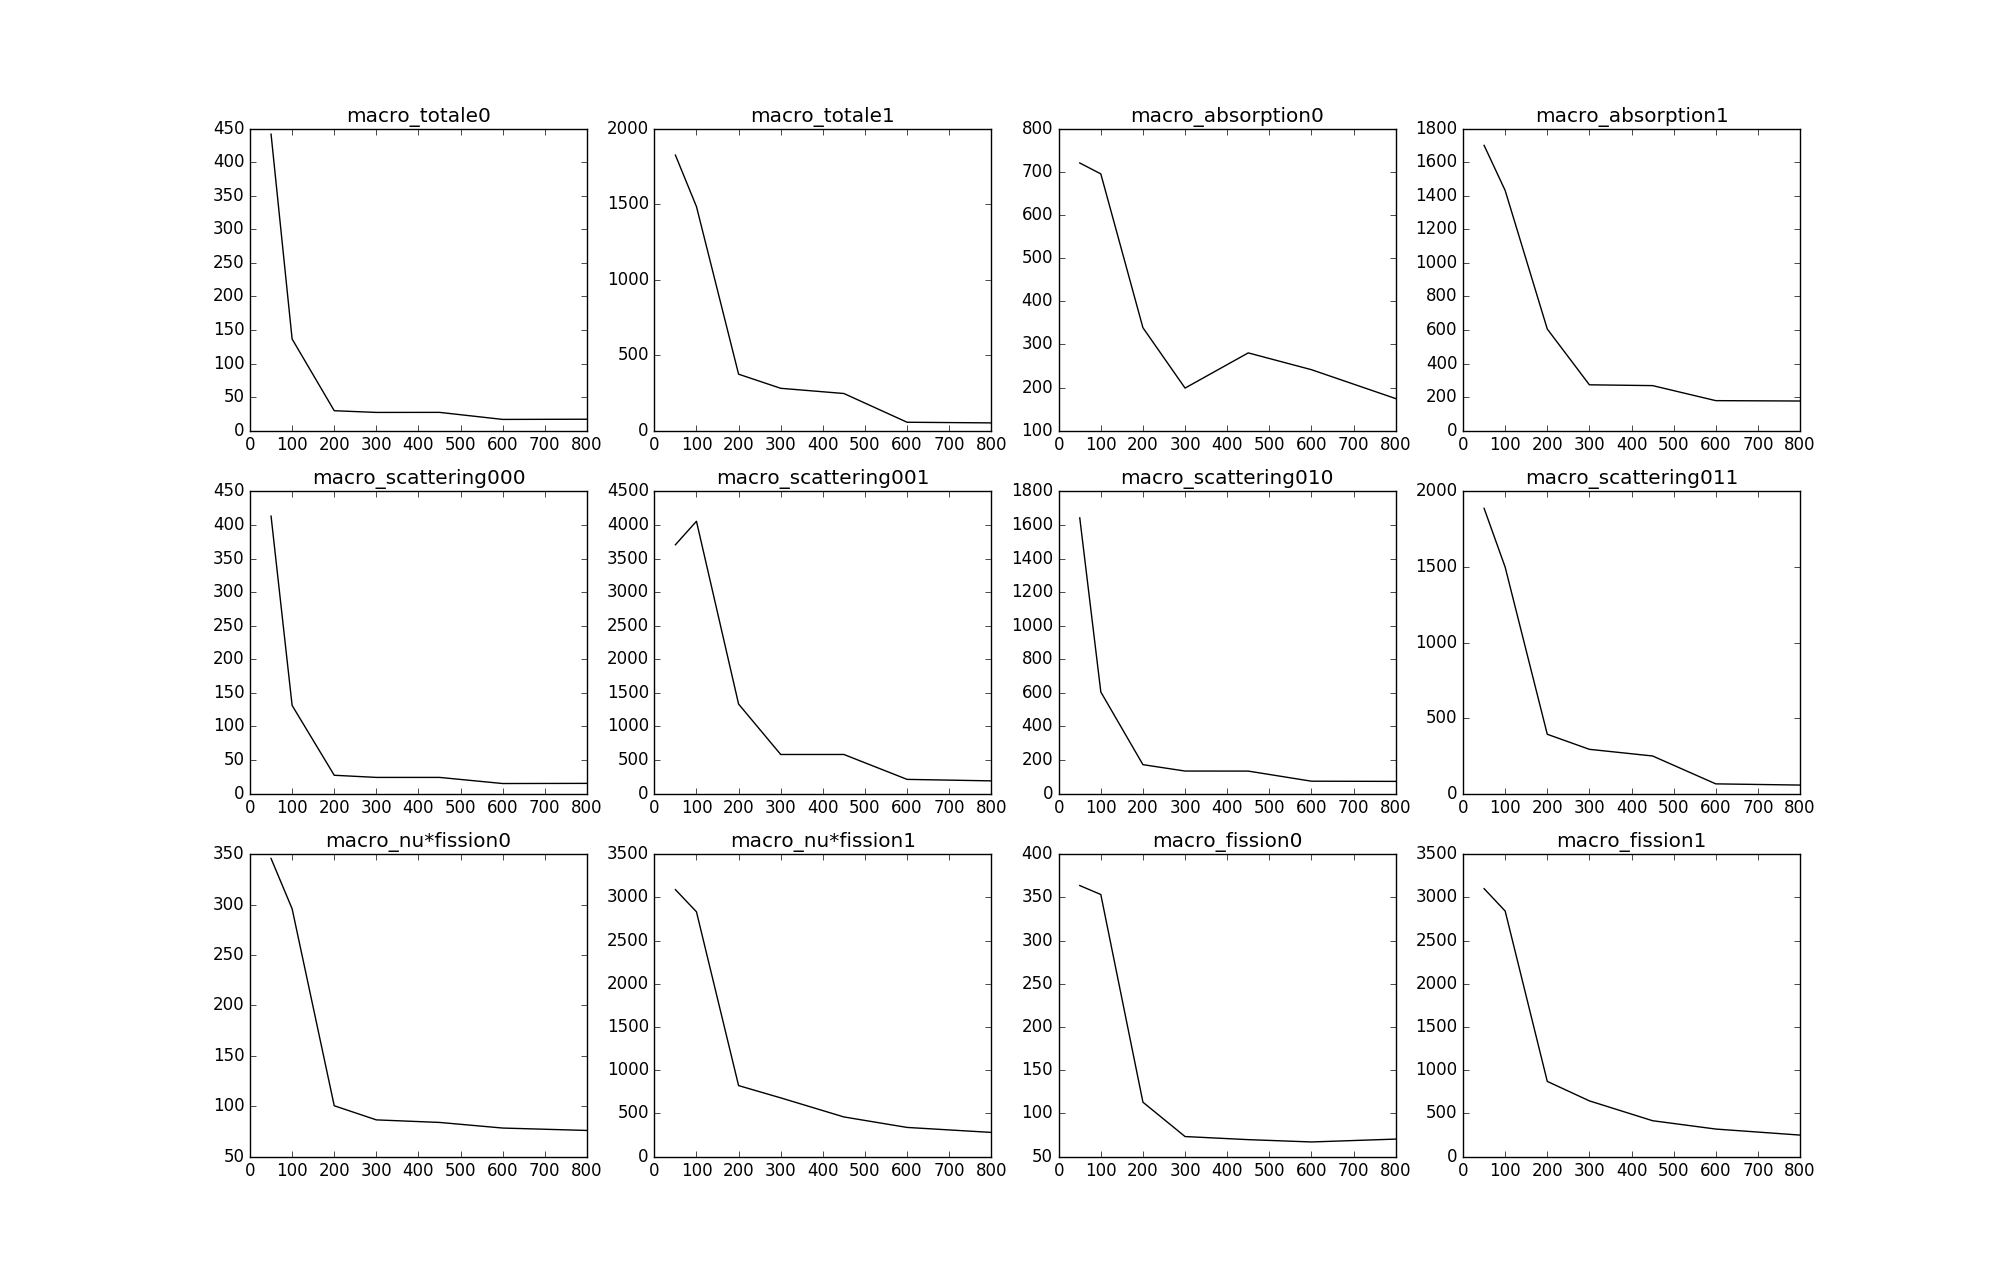 macro_totale0 macro_totale1 macro_absorption0 macro_absorption1
450 2000 800 1800
400 700 1600
350 1500 600 1400
300 1200
250 1000 500 1000
200 400 800
150 500 300 600
100 200 400
50 200
0 0 100 0
0 100 200 300 400 500 600 700 800 0 100 200 300 400 500 600 700 800 0 100 200 300 400 500 600 700 800 0 100 200 300 400 500 600 700 800
macro_scattering000 macro_scattering001 macro_scattering010 macro_scattering011
450 4500 1800 2000
400 4000 1600
350 3500 1400 1500
300 3000 1200
250 2500 1000 1000
200 2000 800
150 1500 600 500
100 1000 400
50 500 200
0 0 0 0
0 100 200 300 400 500 600 700 800 0 100 200 300 400 500 600 700 800 0 100 200 300 400 500 600 700 800 0 100 200 300 400 500 600 700 800
macro_nu*fission0 macro_nu*fission1 macro_fission0 macro_fission1
350 3500 400 3500
300 3000 350 3000
250 2500 300 2500
200 2000 250 2000
150 1500 200 1500
100 1000 150 1000
500 100 500
50 0 50 0
0 100 200 300 400 500 600 700 800 0 100 200 300 400 500 600 700 800 0 100 200 300 400 500 600 700 800 0 100 200 300 400 500 600 700 800